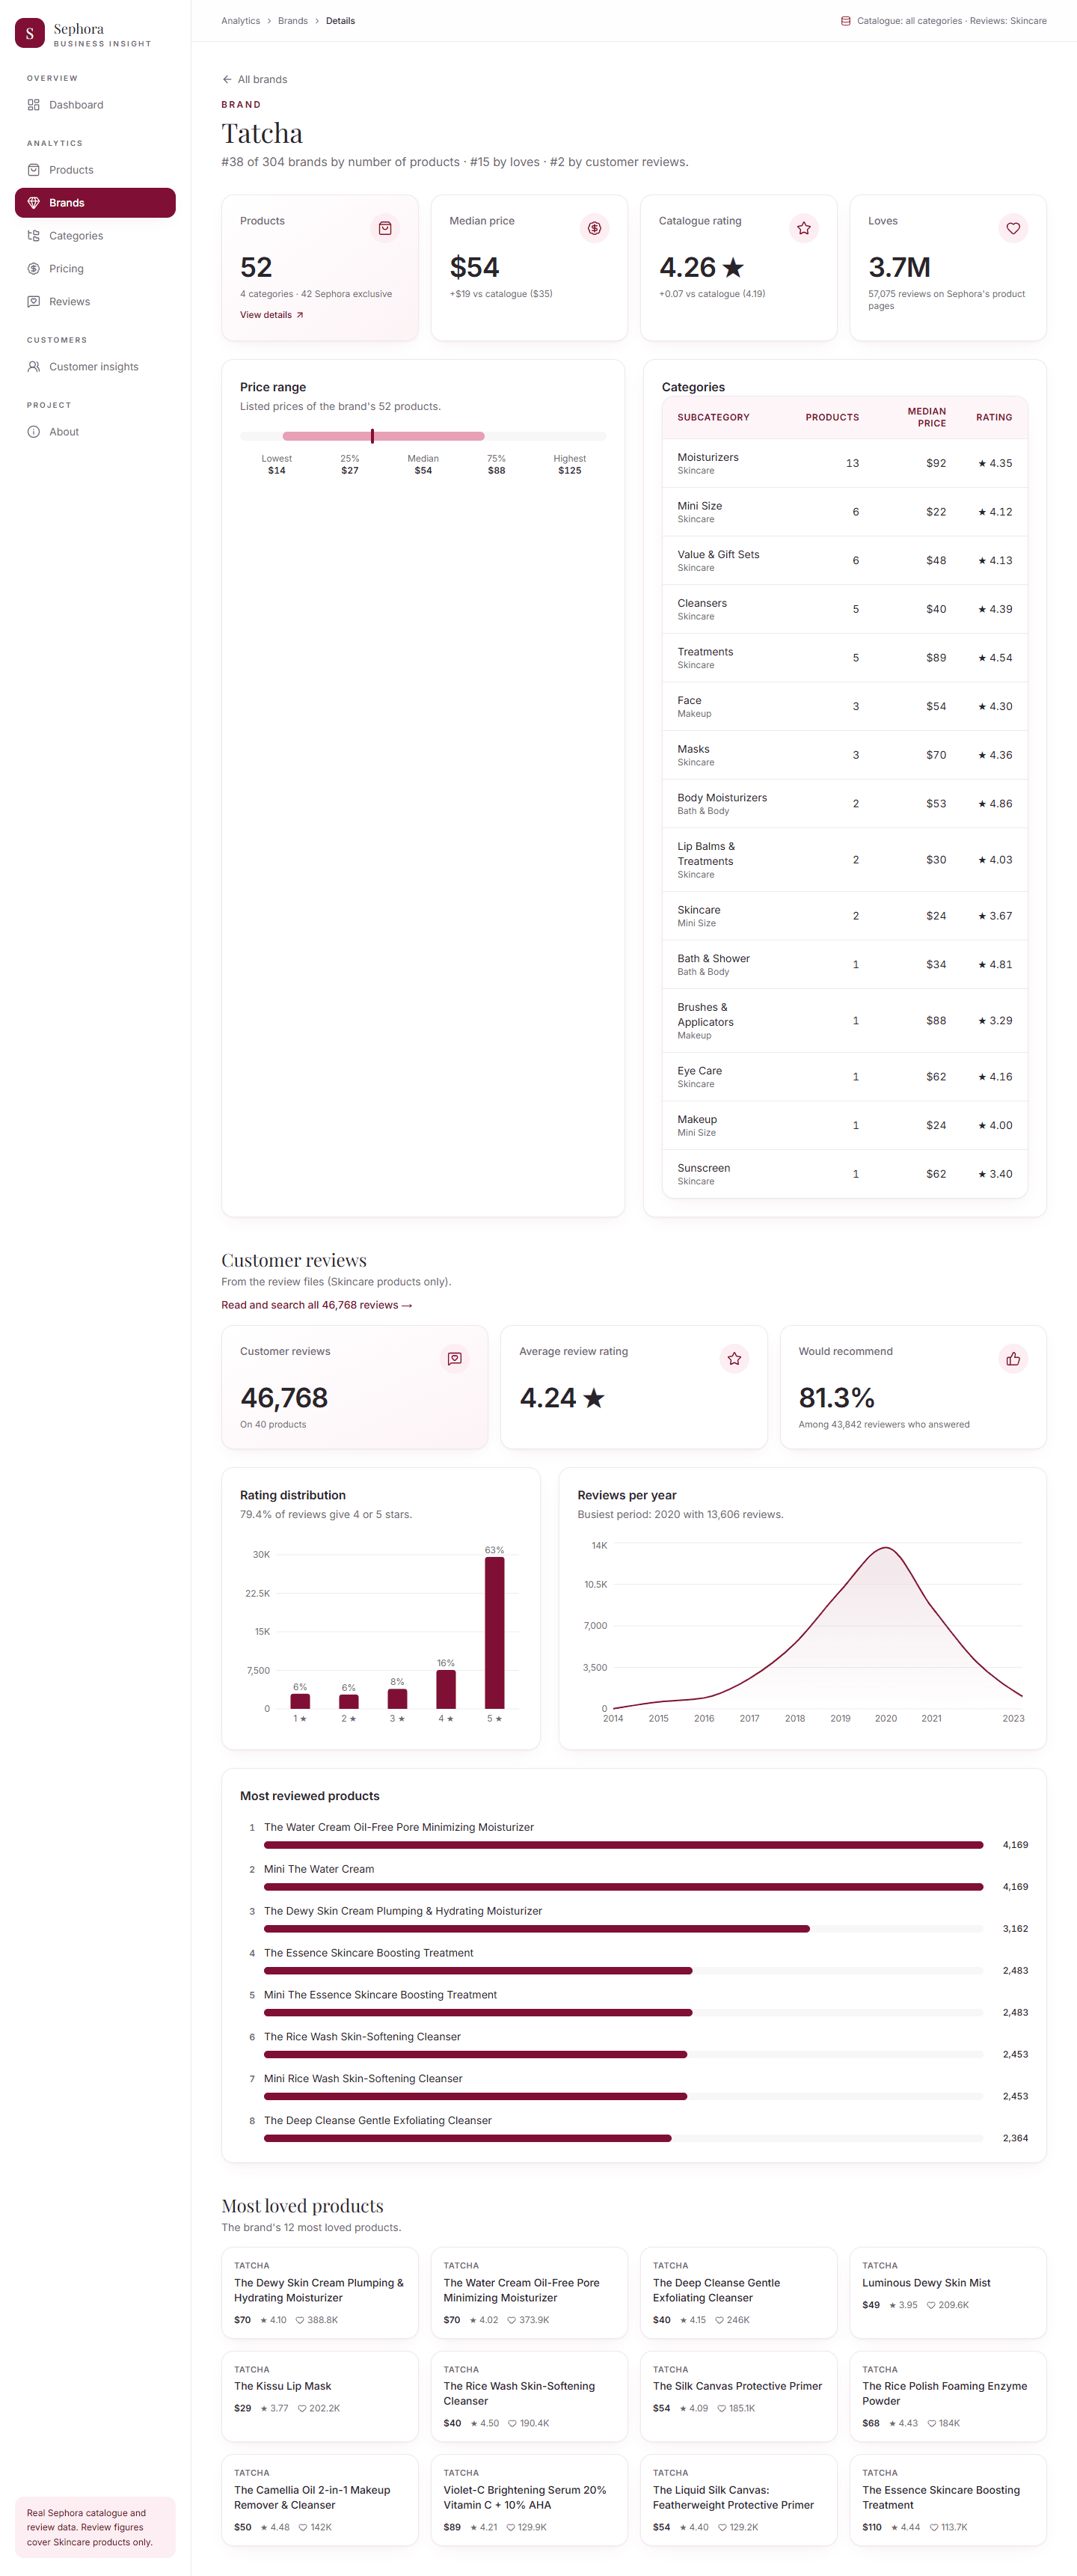 S
Sephora
BUSINESS INSIGHT
OVERVIEW
Dashboard
ANALYTICS
Products
Brands
Categories
Pricing
Reviews
CUSTOMERS
Customer insights
PROJECT
About
Real Sephora catalogue and
review data. Review figures
cover Skincare products only.
Analytics > Brands > Details
Catalogue: all categories · Reviews: Skincare
← All brands
BRAND
Tatcha
#38 of 304 brands by number of products · #15 by loves · #2 by customer reviews.
Products
52
4 categories · 42 Sephora exclusive
View details ↗
Median price
$54
+$19 vs catalogue ($35)
Catalogue rating
4.26 ★
+0.07 vs catalogue (4.19)
Loves
3.7M
57,075 reviews on Sephora's product
pages
Price range
Listed prices of the brand's 52 products.
Lowest 25% Median 75% Highest
$14 $27 $54 $88 $125
Categories
SUBCATEGORY PRODUCTS MEDIAN PRICE RATING
Moisturizers 13 $92 ★ 4.35
Skincare
Mini Size 6 $22 ★ 4.12
Skincare
Value & Gift Sets 6 $48 ★ 4.13
Skincare
Cleansers 5 $40 ★ 4.39
Skincare
Treatments 5 $89 ★ 4.54
Skincare
Face 3 $54 ★ 4.30
Makeup
Masks 3 $70 ★ 4.36
Skincare
Body Moisturizers 2 $53 ★ 4.86
Bath & Body
Lip Balms &
Treatments 2 $30 ★ 4.03
Skincare
Skincare 2 $24 ★ 3.67
Mini Size
Bath & Shower 1 $34 ★ 4.81
Bath & Body
Brushes &
Applicators 1 $88 ★ 3.29
Makeup
Eye Care 1 $62 ★ 4.16
Skincare
Makeup 1 $24 ★ 4.00
Mini Size
Sunscreen 1 $62 ★ 3.40
Skincare
Customer reviews
From the review files (Skincare products only).
Read and search all 46,768 reviews →
Customer reviews
46,768
On 40 products
Average review rating
4.24 ★
Would recommend
81.3%
Among 43,842 reviewers who answered
Rating distribution
79.4% of reviews give 4 or 5 stars.
30K
22.5K
15K
7,500
0
6% 6% 8% 16% 63%
1 ★ 2 ★ 3 ★ 4 ★ 5 ★
Reviews per year
Busiest period: 2020 with 13,606 reviews.
14K
10.5K
7,000
3,500
0
2014 2015 2016 2017 2018 2019 2020 2021 2023
Most reviewed products
1 The Water Cream Oil-Free Pore Minimizing Moisturizer
4,169
2 Mini The Water Cream
4,169
3 The Dewy Skin Cream Plumping & Hydrating Moisturizer
3,162
4 The Essence Skincare Boosting Treatment
2,483
5 Mini The Essence Skincare Boosting Treatment
2,483
6 The Rice Wash Skin-Softening Cleanser
2,453
7 Mini Rice Wash Skin-Softening Cleanser
2,453
8 The Deep Cleanse Gentle Exfoliating Cleanser
2,364
Most loved products
The brand's 12 most loved products.
TATCHA
The Dewy Skin Cream Plumping &
Hydrating Moisturizer
$70 ★ 4.10 ♡ 388.8K
TATCHA
The Water Cream Oil-Free Pore
Minimizing Moisturizer
$70 ★ 4.02 ♡ 373.9K
TATCHA
The Deep Cleanse Gentle
Exfoliating Cleanser
$40 ★ 4.15 ♡ 246K
TATCHA
Luminous Dewy Skin Mist
$49 ★ 3.95 ♡ 209.6K
TATCHA
The Kissu Lip Mask
$29 ★ 3.77 ♡ 202.2K
TATCHA
The Rice Wash Skin-Softening
Cleanser
$40 ★ 4.50 ♡ 190.4K
TATCHA
The Silk Canvas Protective Primer
$54 ★ 4.09 ♡ 185.1K
TATCHA
The Rice Polish Foaming Enzyme
Powder
$68 ★ 4.43 ♡ 184K
TATCHA
The Camellia Oil 2-in-1 Makeup
Remover & Cleanser
$50 ★ 4.48 ♡ 142K
TATCHA
Violet-C Brightening Serum 20%
Vitamin C + 10% AHA
$89 ★ 4.21 ♡ 129.9K
TATCHA
The Liquid Silk Canvas:
Featherweight Protective Primer
$54 ★ 4.40 ♡ 129.2K
TATCHA
The Essence Skincare Boosting
Treatment
$110 ★ 4.44 ♡ 113.7K